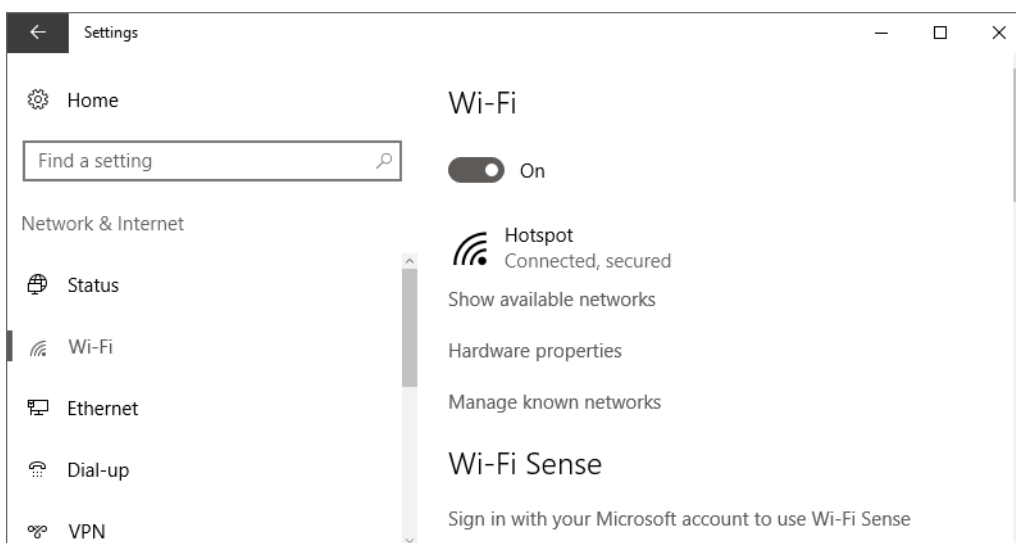 Settings
Home
Find a setting
Network & Internet
Status
Wi-Fi
Ethernet
Dial-up
VPN
Wi-Fi
On
Hotspot
Connected, secured
Show available networks
Hardware properties
Manage known networks
Wi-Fi Sense
Sign in with your Microsoft account to use Wi-Fi Sense